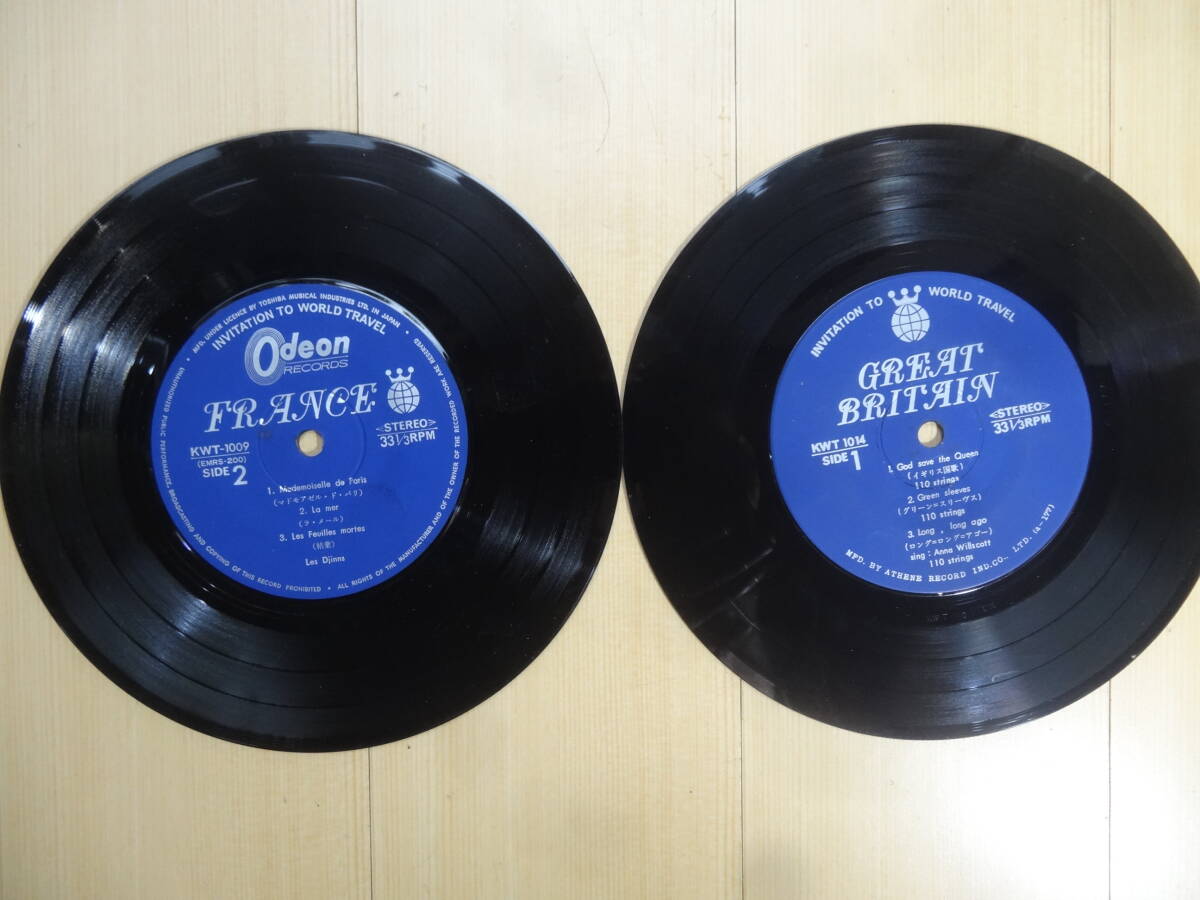 • MFD. UNDER LICENCE BY TOSHIBA MUSICAL INDUSTRIES LTD. IN JAPAN •
INVITATION TO WORLD TRAVEL
Odeon
RECORDS
FRANCE
KWT-1009
(EMRS-200)
SIDE 2
<STEREO>
33 1/3 RPM
1. Mademoiselle de Paris
(マドモアゼル・ド・パリ)
2. La mer
(ラ・メール)
3. Les Feuilles mortes
(枯葉)
Les Djinns
UNAUTHORIZED PUBLIC PERFORMANCE, BROADCASTING AND COPYING OF THIS RECORD PROHIBITED • ALL RIGHTS OF THE MANUFACTURER AND OF THE OWNER OF THE RECORDED WORK ARE RESERVED
INVITATION TO WORLD TRAVEL
GREAT
BRITAIN
KWT 1014
SIDE 1
<STEREO>
33 1/3 RPM
1. God save the Queen
(イギリス国歌)
110 strings
2. Green sleeves
(グリーン=スリーヴス)
110 strings
3. Long , long ago
(ロング=ロング=アゴー)
sing : Anna Willscott
110 strings
MFD. BY ATHENE RECORD IND.CO., LTD.